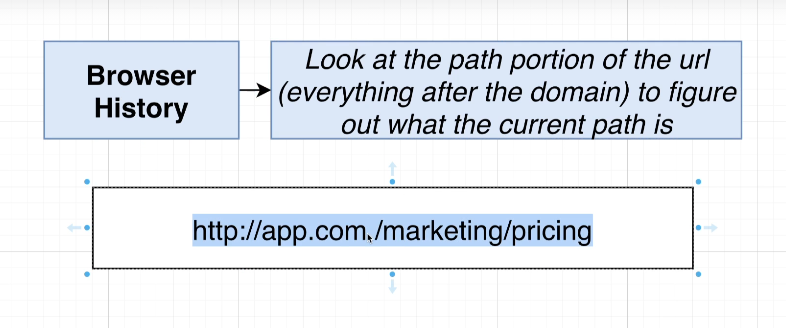 Browser
History
Look at the path portion of the url
(everything after the domain) to figure
out what the current path is
http://app.com/marketing/pricing